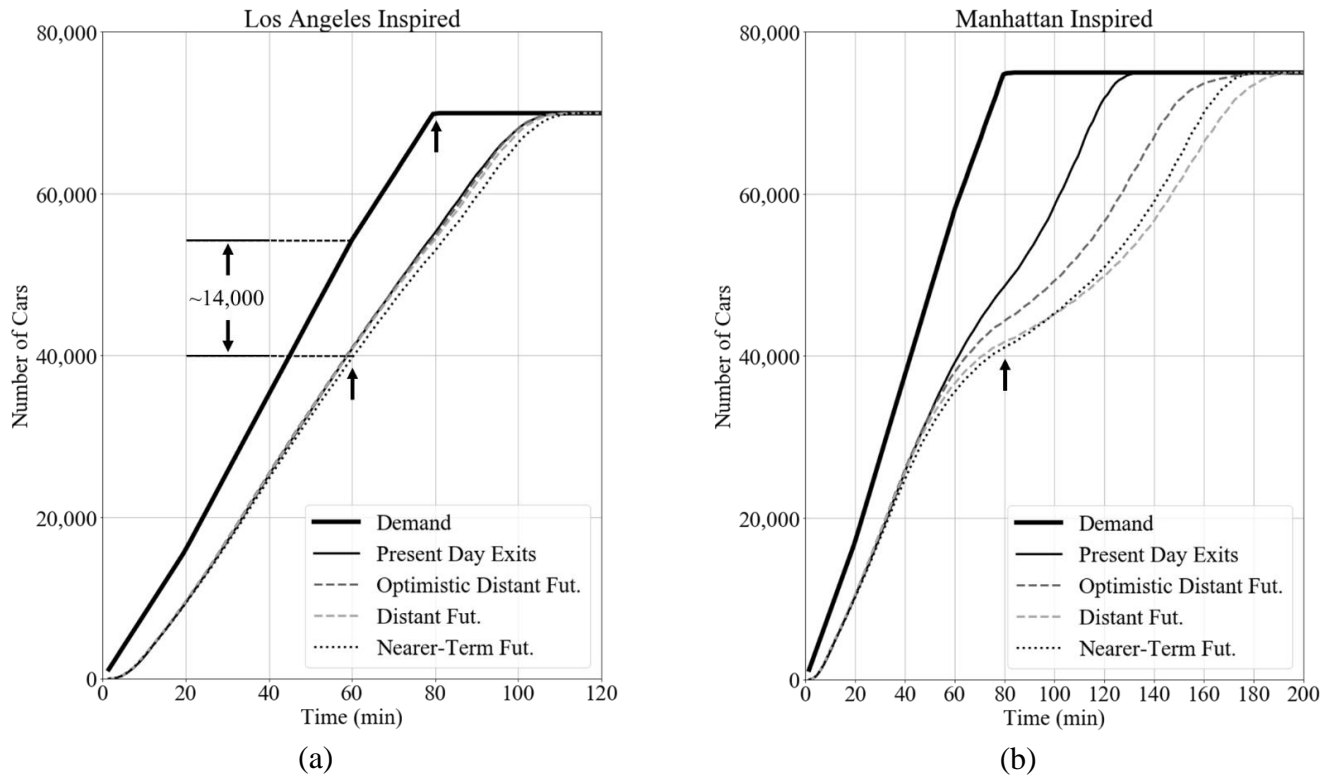 Los Angeles Inspired
80,000
60,000
40,000
20,000
0
Number of Cars
~14,000
Demand
Present Day Exits
Optimistic Distant Fut.
Distant Fut.
Nearer-Term Fut.
0 20 40 60 80 100 120
Time (min)
(a)
Manhattan Inspired
80,000
60,000
40,000
20,000
0
Number of Cars
Demand
Present Day Exits
Optimistic Distant Fut.
Distant Fut.
Nearer-Term Fut.
0 20 40 60 80 100 120 140 160 180 200
Time (min)
(b)